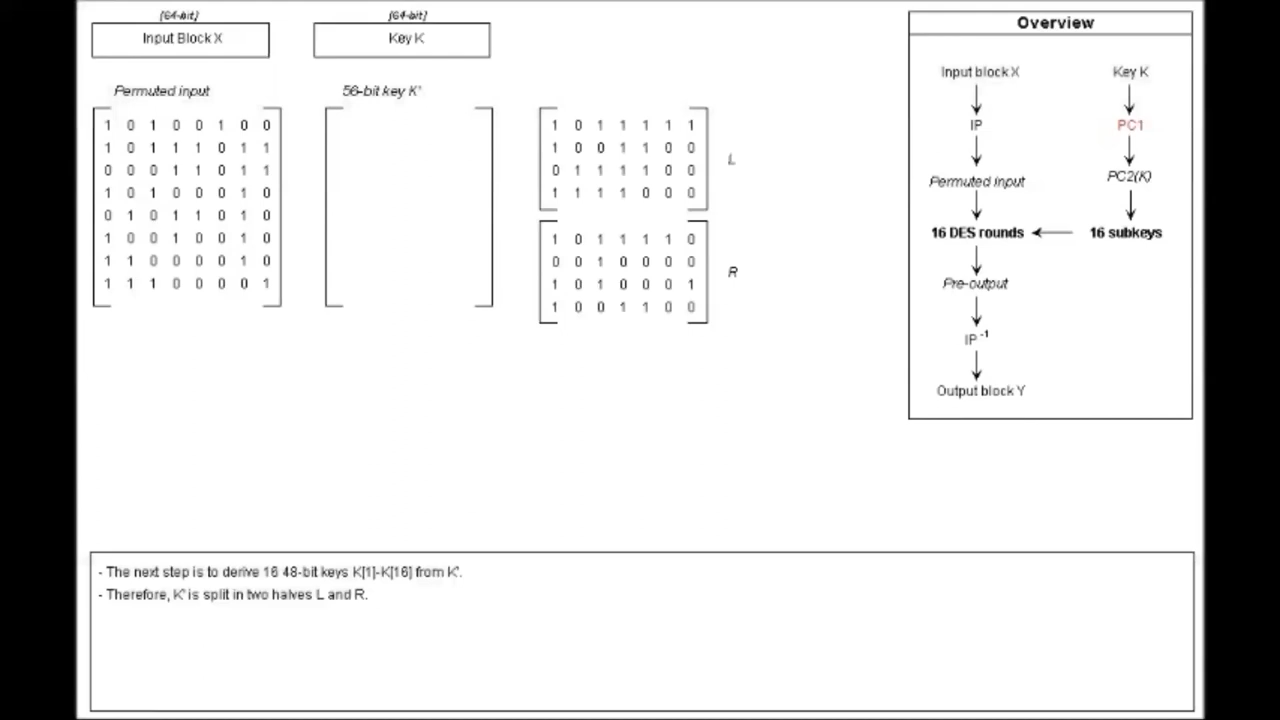 [64-bit]
Input Block X
[64-bit]
Key K
Permuted input
1 0 1 0 0 1 0 0
1 0 1 1 1 0 1 1
0 0 0 1 1 0 1 1
1 0 1 0 0 0 1 0
0 1 0 1 1 0 1 0
1 0 0 1 0 0 1 0
1 1 0 0 0 0 1 0
1 1 1 0 0 0 0 1
56-bit key K'
1 0 1 1 1 1 1
1 0 0 1 1 0 0
0 1 1 1 1 0 0
1 1 1 1 0 0 0
L
1 0 1 1 1 1 0
0 0 1 0 0 0 0
1 0 1 0 0 0 1
1 0 0 1 1 0 0
R
Overview
Input block X
Key K
IP
PC1
Permuted input
PC2(K)
16 DES rounds
16 subkeys
Pre-output
IP -1
Output block Y
- The next step is to derive 16 48-bit keys K[1]-K[16] from K'.
- Therefore, K' is split in two halves L and R.